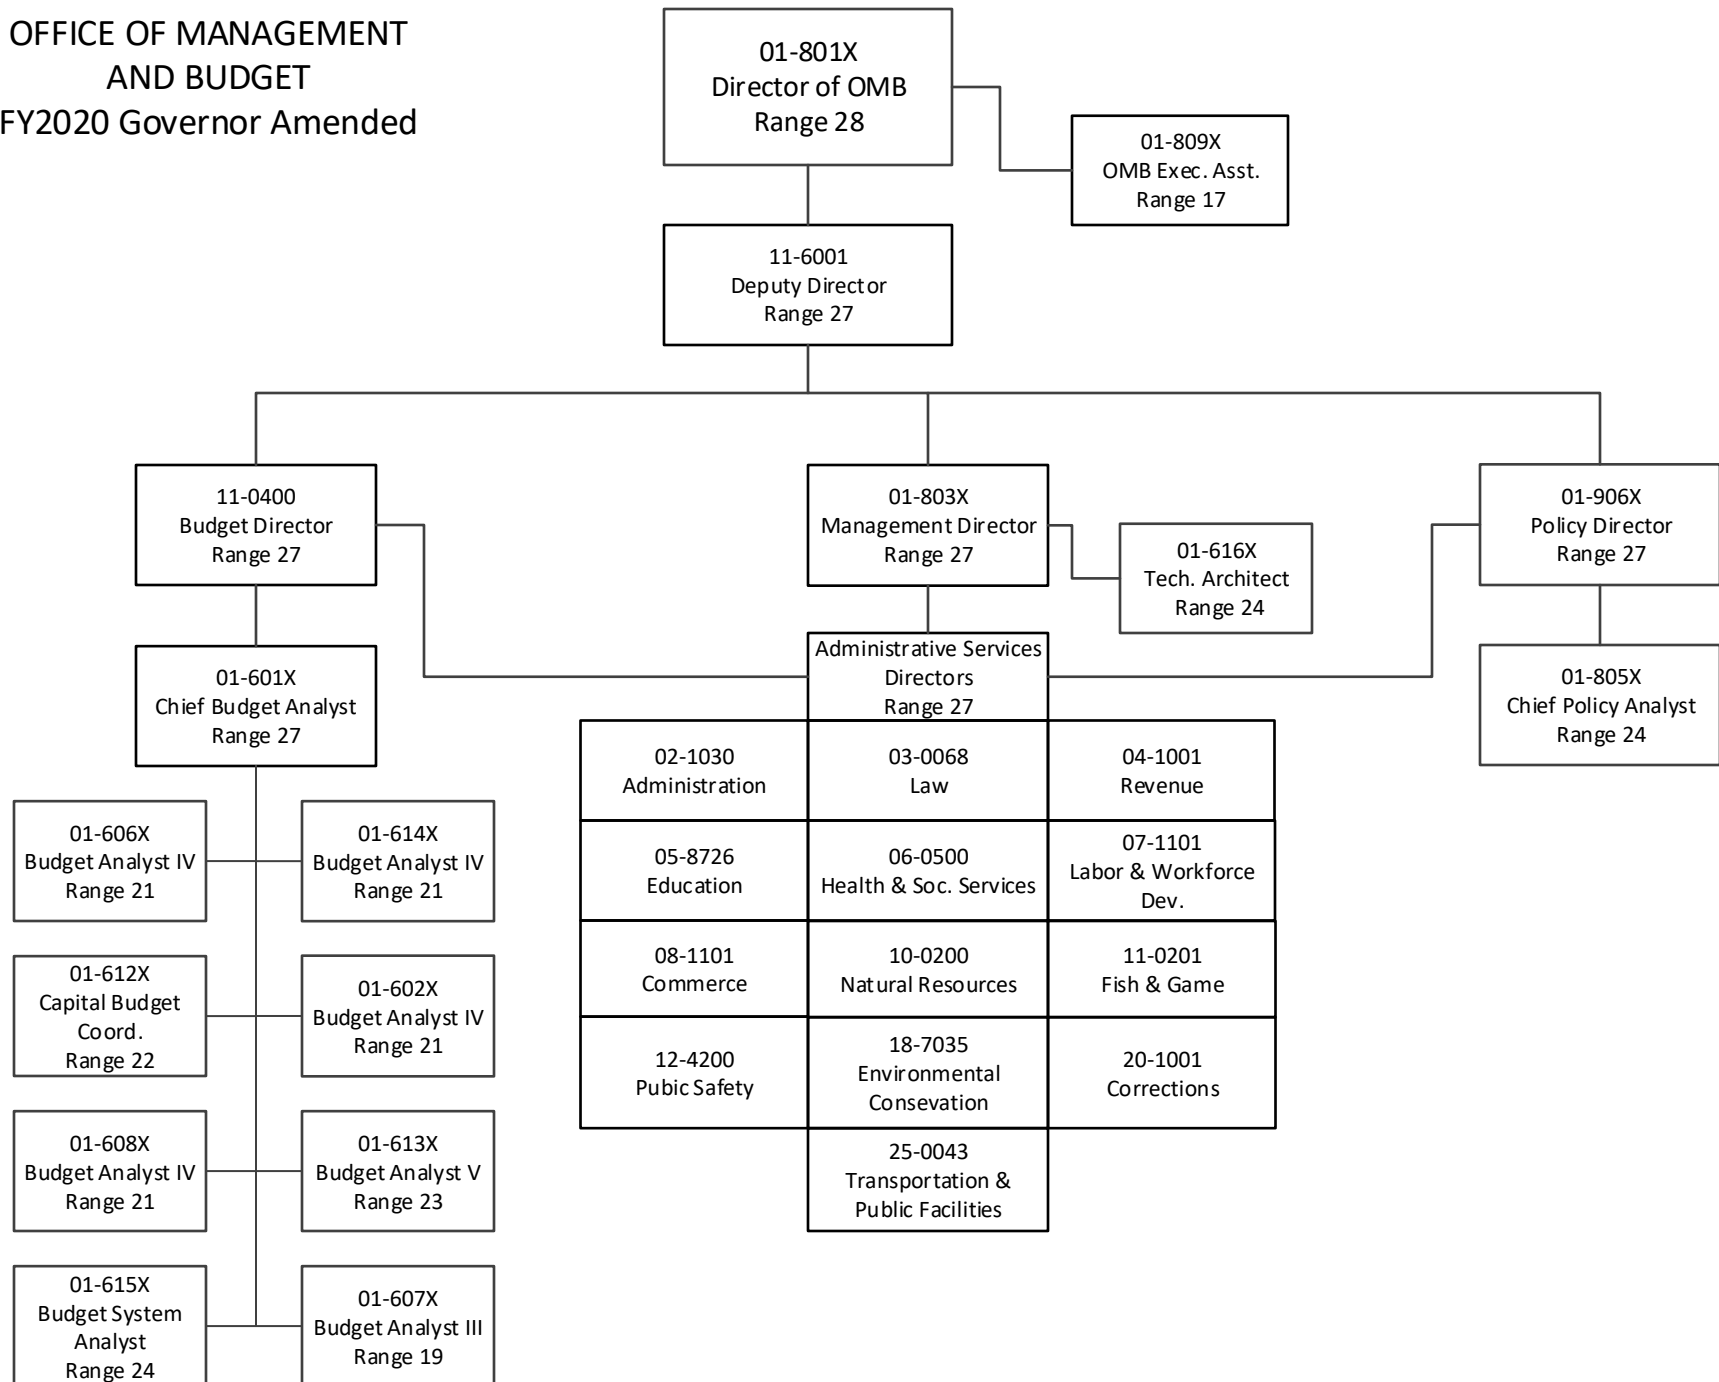 OFFICE OF MANAGEMENT
AND BUDGET
FY2020 Governor Amended
01-801X
Director of OMB
Range 28
01-809X
OMB Exec. Asst.
Range 17
11-6001
Deputy Director
Range 27
11-0400
Budget Director
Range 27
01-803X
Management Director
Range 27
01-616X
Tech. Architect
Range 24
01-906X
Policy Director
Range 27
01-601X
Chief Budget Analyst
Range 27
Administrative Services
Directors
Range 27
01-805X
Chief Policy Analyst
Range 24
02-1030
Administration
03-0068
Law
04-1001
Revenue
05-8726
Education
06-0500
Health & Soc. Services
07-1101
Labor & Workforce
Dev.
08-1101
Commerce
10-0200
Natural Resources
11-0201
Fish & Game
12-4200
Pubic Safety
18-7035
Environmental
Consevation
20-1001
Corrections
25-0043
Transportation &
Public Facilities
01-606X
Budget Analyst IV
Range 21
01-614X
Budget Analyst IV
Range 21
01-612X
Capital Budget
Coord.
Range 22
01-602X
Budget Analyst IV
Range 21
01-608X
Budget Analyst IV
Range 21
01-613X
Budget Analyst V
Range 23
01-615X
Budget System
Analyst
Range 24
01-607X
Budget Analyst III
Range 19